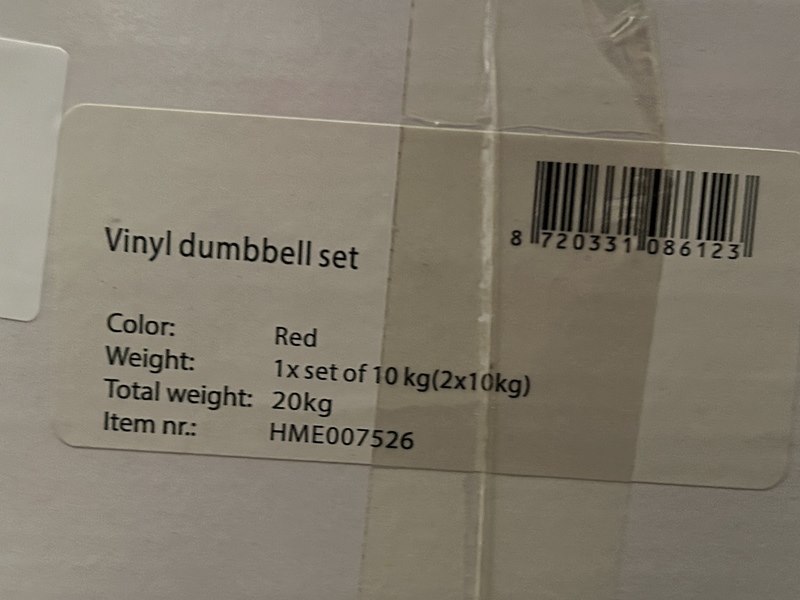 Vinyl dumbbell set
8 720331 086123
Color: Red
Weight: 1x set of 10 kg(2x10kg)
Total weight: 20kg
Item nr.: HME007526